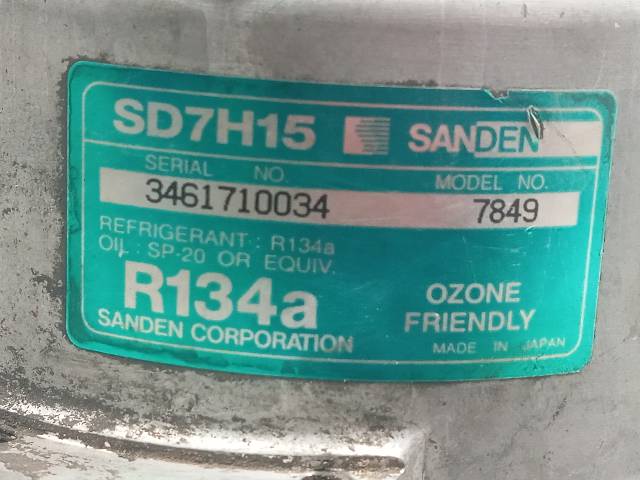 SD7H15 SANDEN
SERIAL NO. MODEL NO.
3461710034 7849
REFRIGERANT : R134a
OIL : SP-20 OR EQUIV.
R134a OZONE FRIENDLY
SANDEN CORPORATION
MADE IN JAPAN